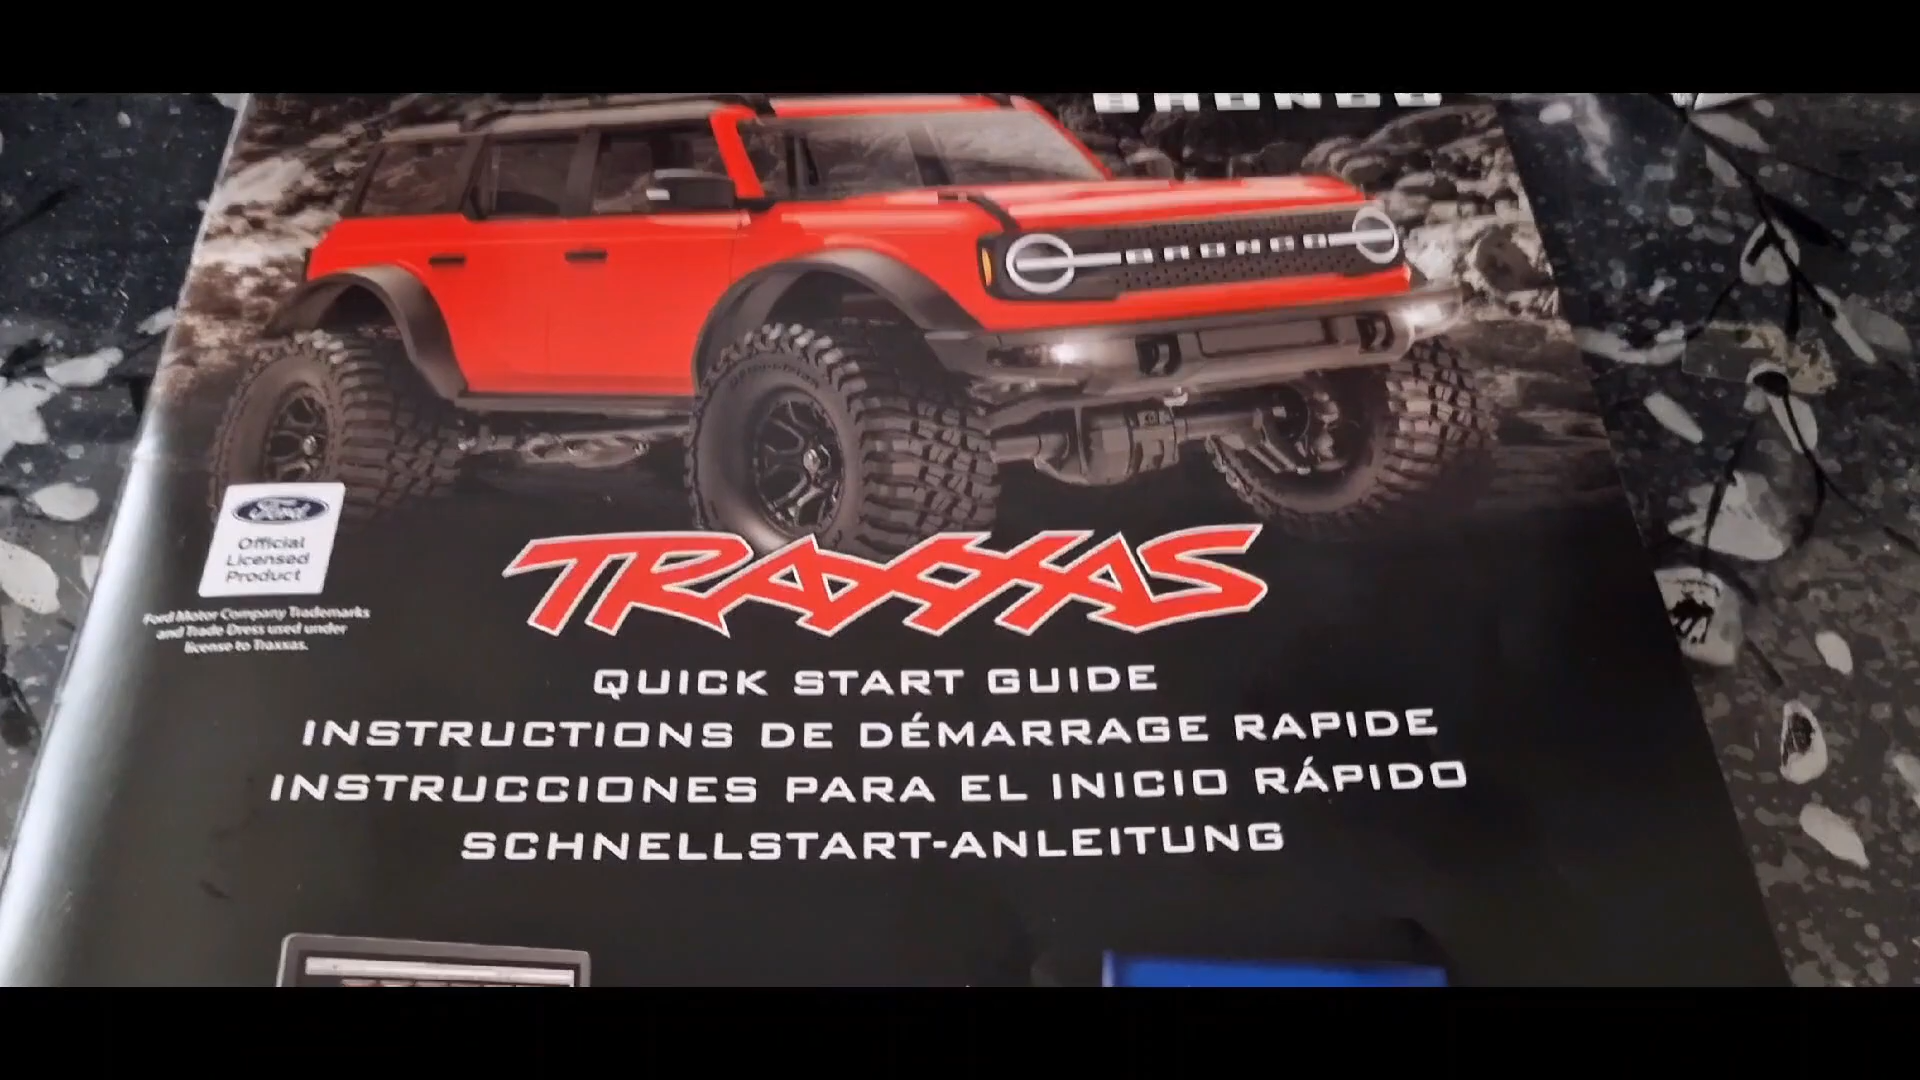 BRONCO
BRONCO
Ford
Official
Licensed
Product
Ford Motor Company Trademarks
and Trade Dress used under
license to Traxxas.
TRAXXAS
QUICK START GUIDE
INSTRUCTIONS DE DÉMARRAGE RAPIDE
INSTRUCCIONES PARA EL INICIO RÁPIDO
SCHNELLSTART-ANLEITUNG